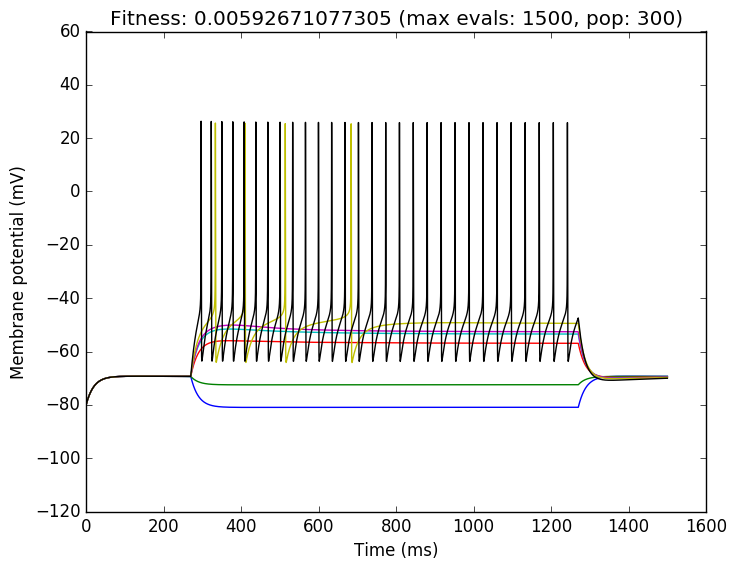 Fitness: 0.00592671077305 (max evals: 1500, pop: 300)
60
40
20
0
−20
−40
−60
−80
−100
−120
Membrane potential (mV)
0 200 400 600 800 1000 1200 1400 1600
Time (ms)